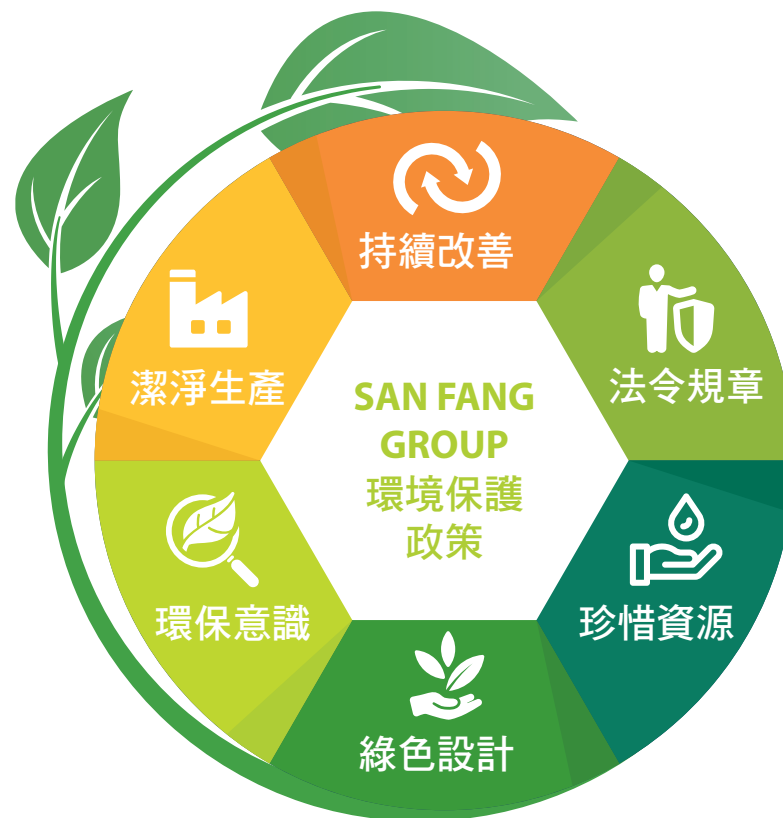 持續改善
法令規章
潔淨生產
SAN FANG
GROUP
環境保護
政策
環保意識
珍惜資源
綠色設計